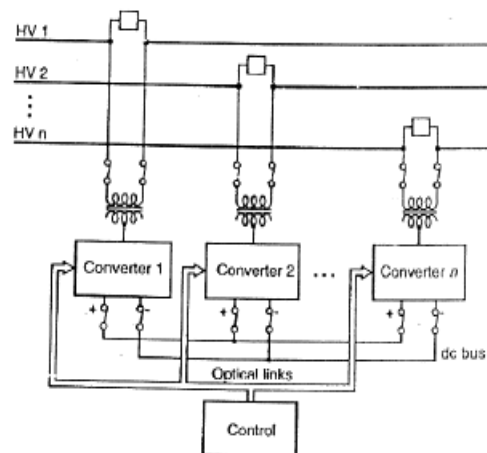 HV 1
HV 2
HV n
Converter 1
Converter 2
...
Converter n
+ -
+ -
+ -
dc bus
Optical links
Control